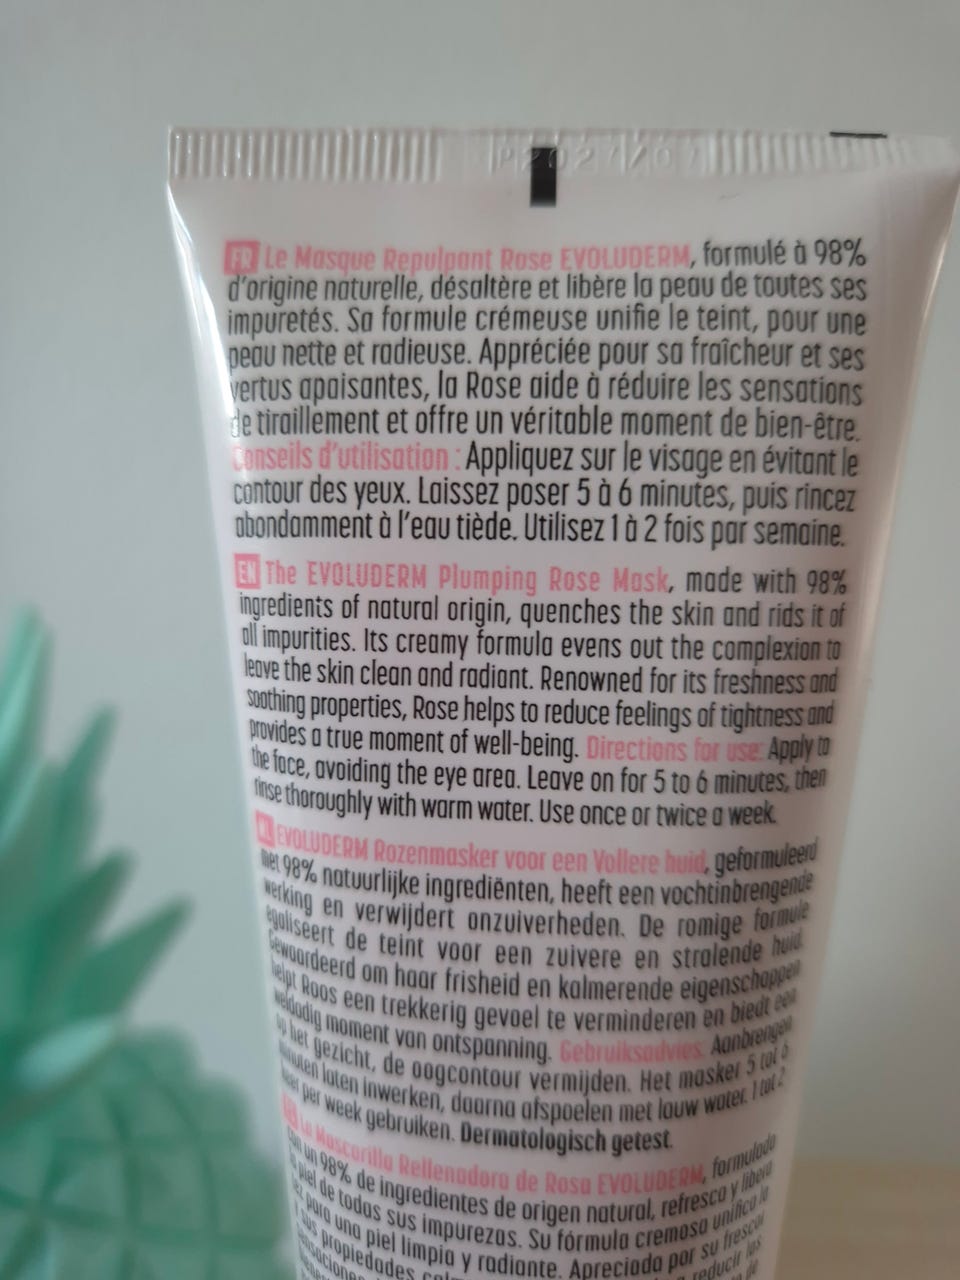 P2027/07
FR Le Masque Repulpant Rose EVOLUDERM, formulé à 98%
d'origine naturelle, désaltère et libère la peau de toutes ses
impuretés. Sa formule crémeuse unifie le teint, pour une
peau nette et radieuse. Appréciée pour sa fraîcheur et ses
vertus apaisantes, la Rose aide à réduire les sensations
de tiraillement et offre un véritable moment de bien-être.
Conseils d'utilisation : Appliquez sur le visage en évitant le
contour des yeux. Laissez poser 5 à 6 minutes, puis rincez
abondamment à l'eau tiède. Utilisez 1 à 2 fois par semaine.
EN The EVOLUDERM Plumping Rose Mask, made with 98%
ingredients of natural origin, quenches the skin and rids it of
all impurities. Its creamy formula evens out the complexion to
leave the skin clean and radiant. Renowned for its freshness and
soothing properties, Rose helps to reduce feelings of tightness and
provides a true moment of well-being. Directions for use: Apply to
the face, avoiding the eye area. Leave on for 5 to 6 minutes, then
rinse thoroughly with warm water. Use once or twice a week.
NL EVOLUDERM Rozenmasker voor een Vollere huid, geformuleerd
met 98% natuurlijke ingrediënten, heeft een vochtinbrengende
werking en verwijdert onzuiverheden. De romige formule
egaliseert de teint voor een zuivere en stralende huid.
Gewaardeerd om haar frisheid en kalmerende eigenschappen
helpt Roos een trekkerig gevoel te verminderen en biedt een
weldadig moment van ontspanning. Gebruiksadvies: Aanbrengen
op het gezicht, de oogcontour vermijden. Het masker 5 tot 6
minuten laten inwerken, daarna afspoelen met lauw water. 1 tot 2
keer per week gebruiken. Dermatologisch getest.
ES La Mascarilla Rellenadora de Rosa EVOLUDERM, formulada
con un 98% de ingredientes de origen natural, refresca y libera
la piel de todas sus impurezas. Su fórmula cremosa unifica la
tez para una piel limpia y radiante. Apreciada por su frescor
y sus propiedades reducir las
sensaciones de